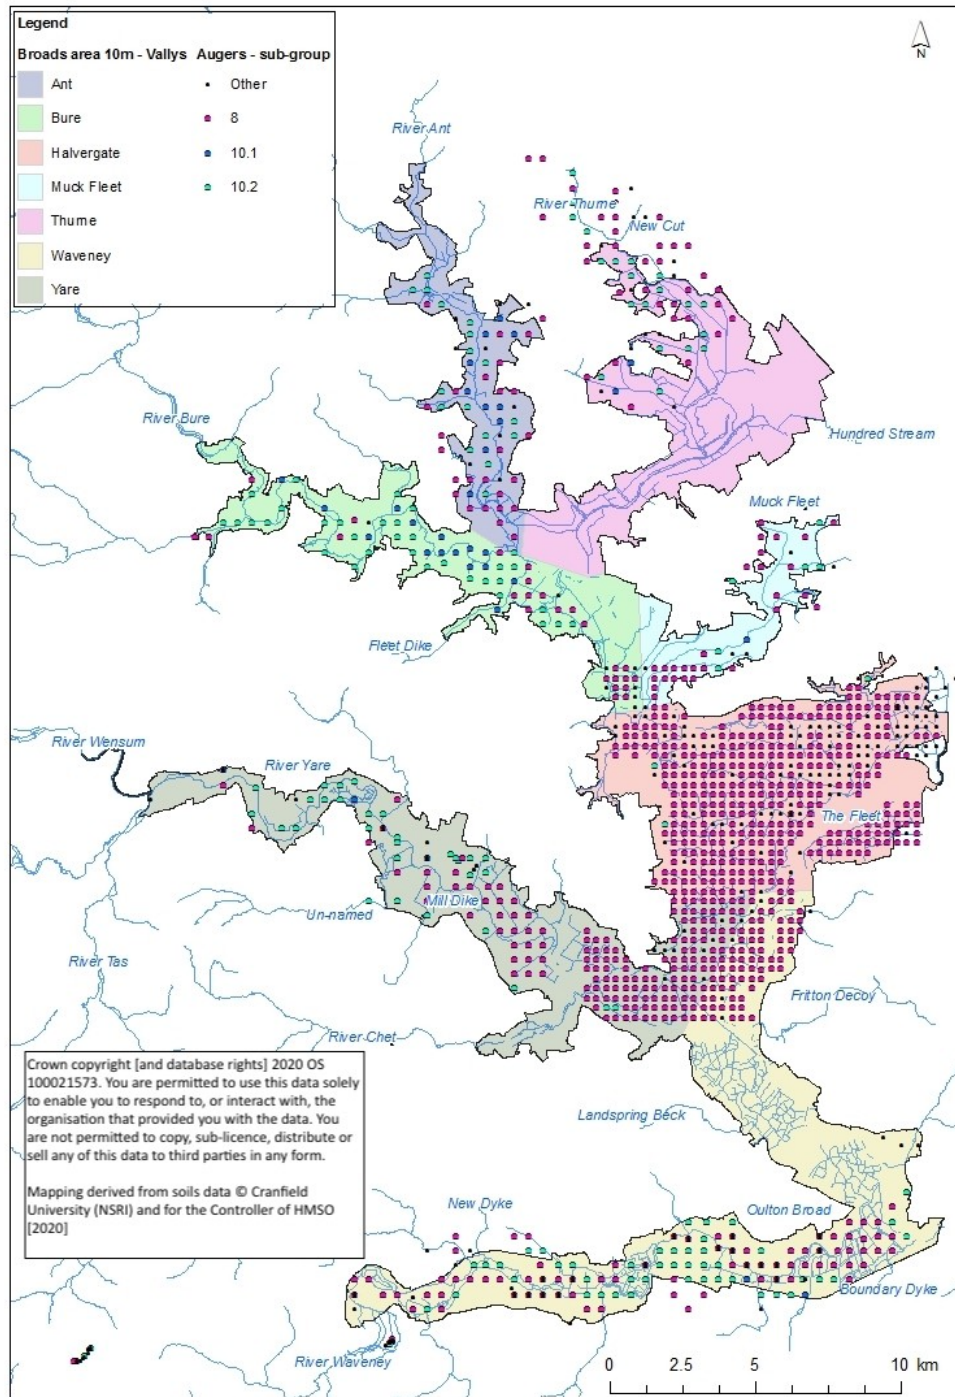 Legend
Broads area 10m - Vallys Augers - sub-group
Ant
Other
Bure
8
Halvergate
10.1
Muck Fleet
10.2
Thurne
Waveney
Yare
N
River Ant
River Thurne
New Cut
River Bure
Hundred Stream
Muck Fleet
Fleet Dike
River Wensum
River Yare
The Fleet
Mill Dike
Un-named
River Tas
Fritton Decoy
River Chet
Crown copyright [and database rights] 2020 OS
100021573. You are permitted to use this data solely
to enable you to respond to, or interact with, the
organisation that provided you with the data. You
are not permitted to copy, sub-licence, distribute or
sell any of this data to third parties in any form.
Mapping derived from soils data © Cranfield
University (NSRI) and for the Controller of HMSO
[2020]
Landspring Beck
New Dyke
Oulton Broad
Boundary Dyke
River Waveney
0 2.5 5 10 km